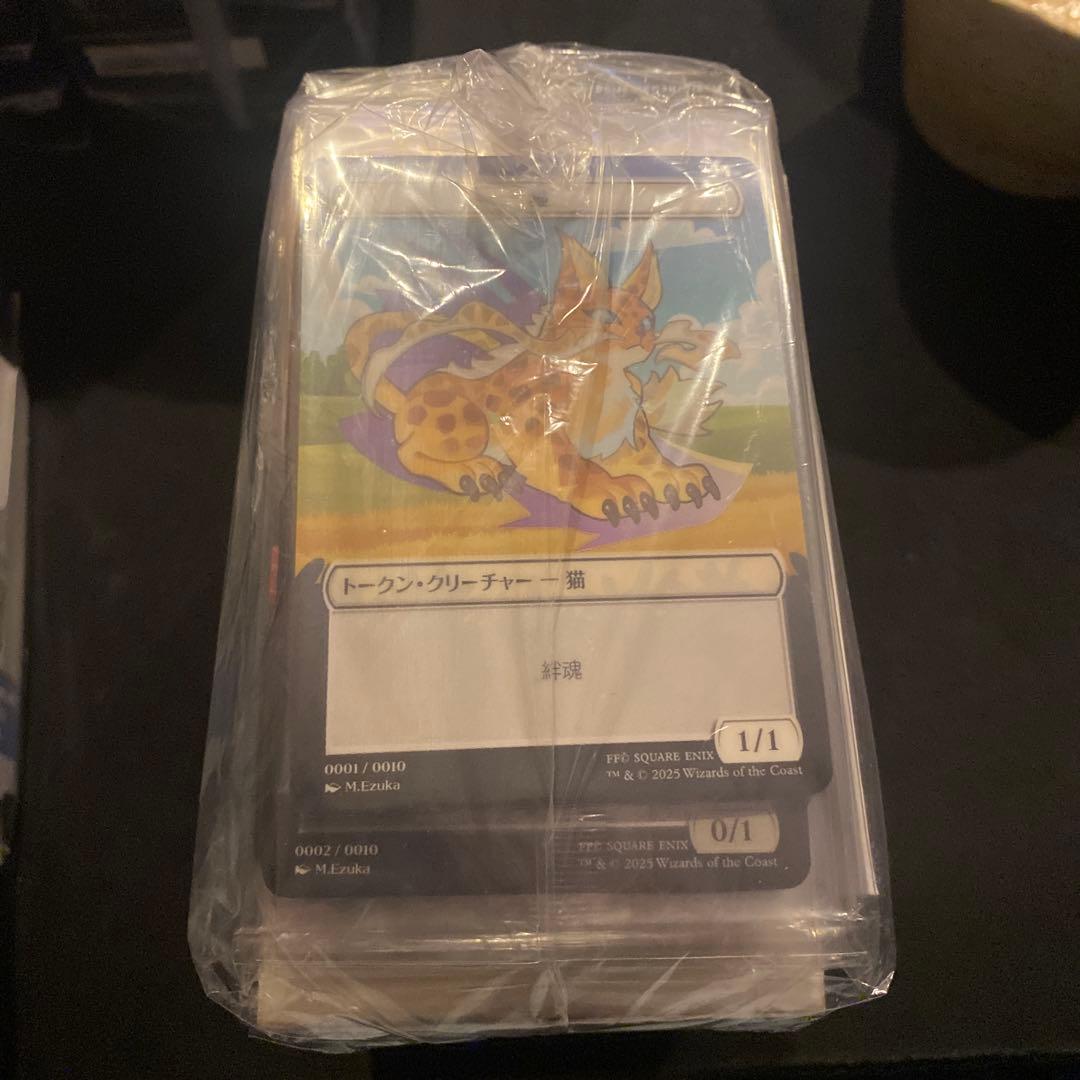 トークン・クリーチャー ― 猫
絆魂
1/1
0001 / 0010
FF© SQUARE ENIX
M.Ezuka
™ & © 2025 Wizards of the Coast
0/1
0002 / 0010
FF© SQUARE ENIX
M.Ezuka
™ & © 2025 Wizards of the Coast